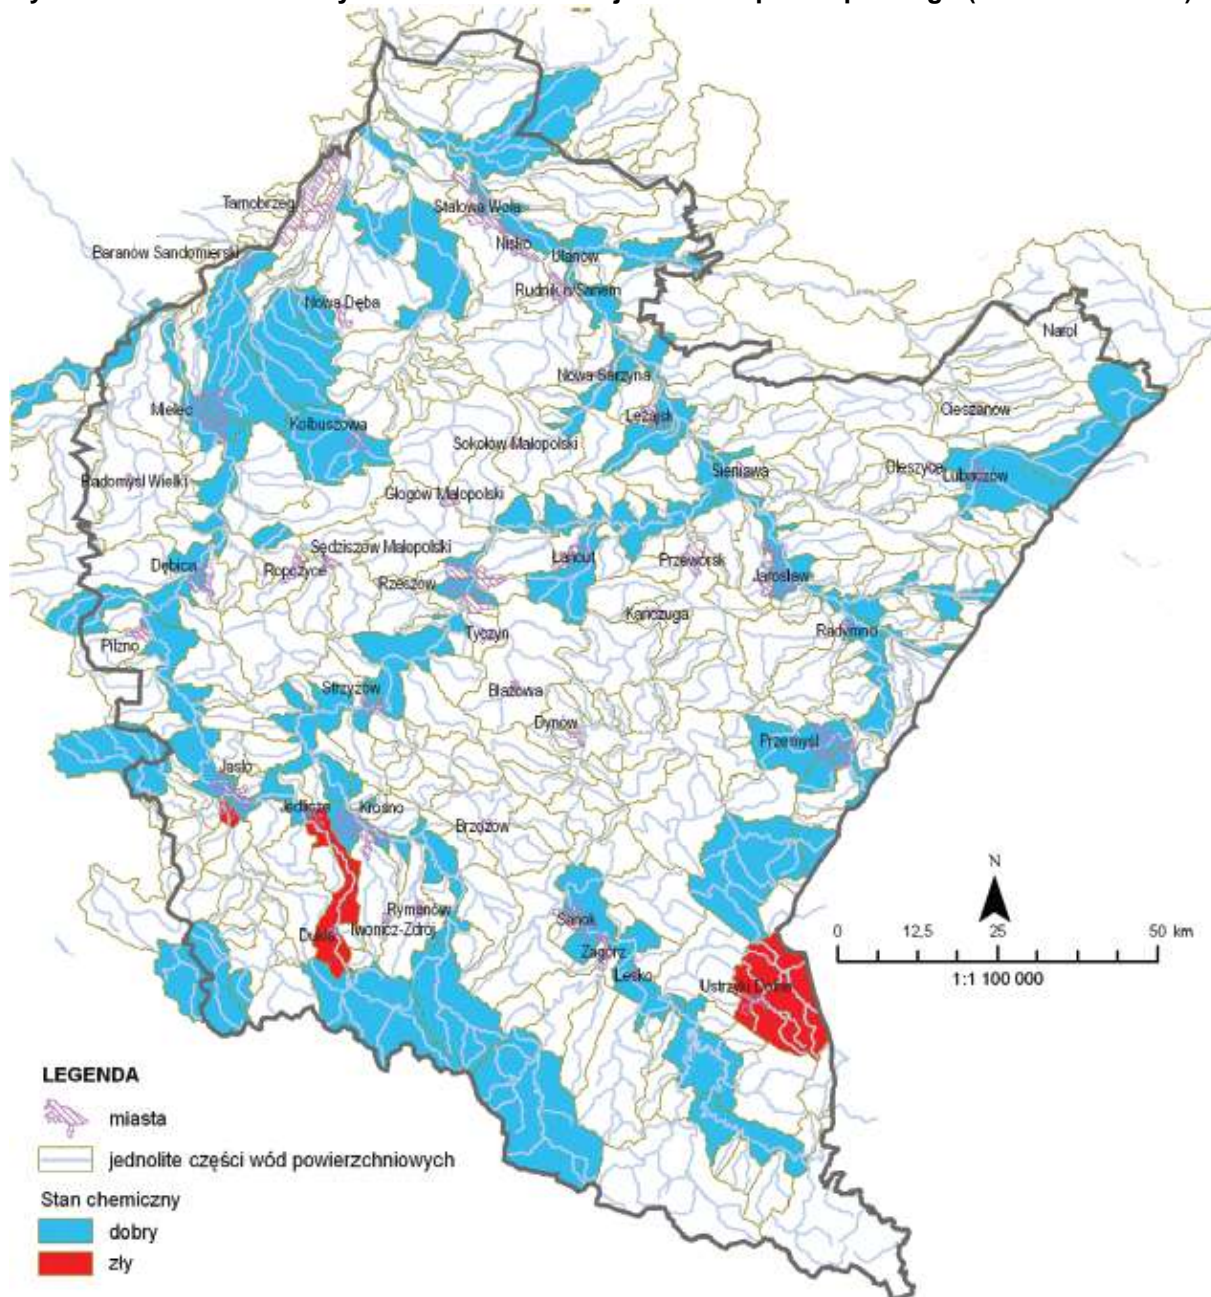 Tarnobrzeg
Stalowa Wola
Baranów Sandomierski
Nisko
Ulanów
Rudnik n/Sanem
Nowa Dęba
Narol
Nowa Sarzyna
Mielec
Leżajsk
Cieszanów
Kolbuszowa
Sokołów Małopolski
Oleszyce
Lubaczów
Sieniawa
Radomyśl Wielki
Głogów Małopolski
Sędziszów Małopolski
Dębica
Ropczyce
Łańcut
Przeworsk
Jarosław
Rzeszów
Kańczuga
Radymno
Pilzno
Tyczyn
Strzyżów
Błażowa
Dynów
Przemyśl
Jasło
Jedlicze
Krosno
Brzozów
Rymanów
Iwonicz-Zdrój
Dukla
Sanok
Zagórz
Lesko
Ustrzyki Dolne
N
0 12,5 25 50 km
1:1 100 000
LEGENDA
miasta
jednolite części wód powierzchniowych
Stan chemiczny
dobry
zły